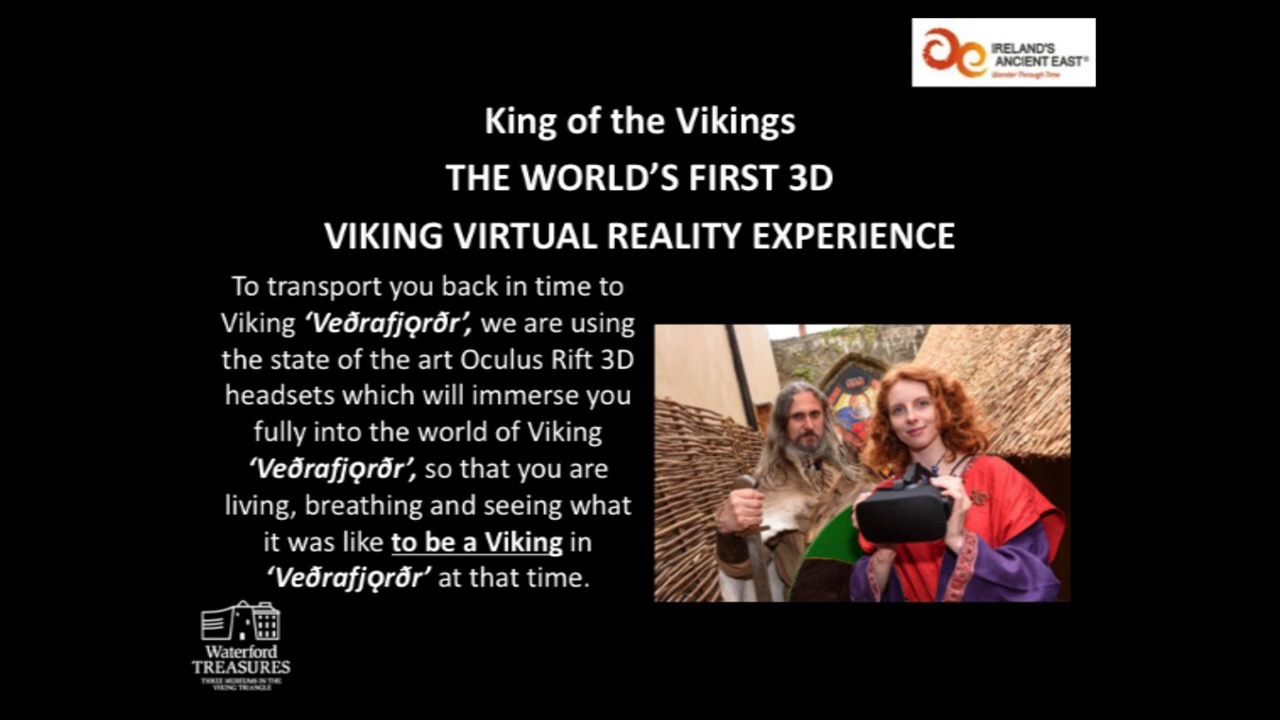 IRELAND'S
ANCIENT EAST®
Wander Through Time
King of the Vikings
THE WORLD'S FIRST 3D
VIKING VIRTUAL REALITY EXPERIENCE
To transport you back in time to
Viking ‘Veðrafjǫrðr’, we are using
the state of the art Oculus Rift 3D
headsets which will immerse you
fully into the world of Viking
‘Veðrafjǫrðr’, so that you are
living, breathing and seeing what
it was like to be a Viking in
‘Veðrafjǫrðr’ at that time.
Waterford
TREASURES
THREE MUSEUMS IN THE
VIKING TRIANGLE